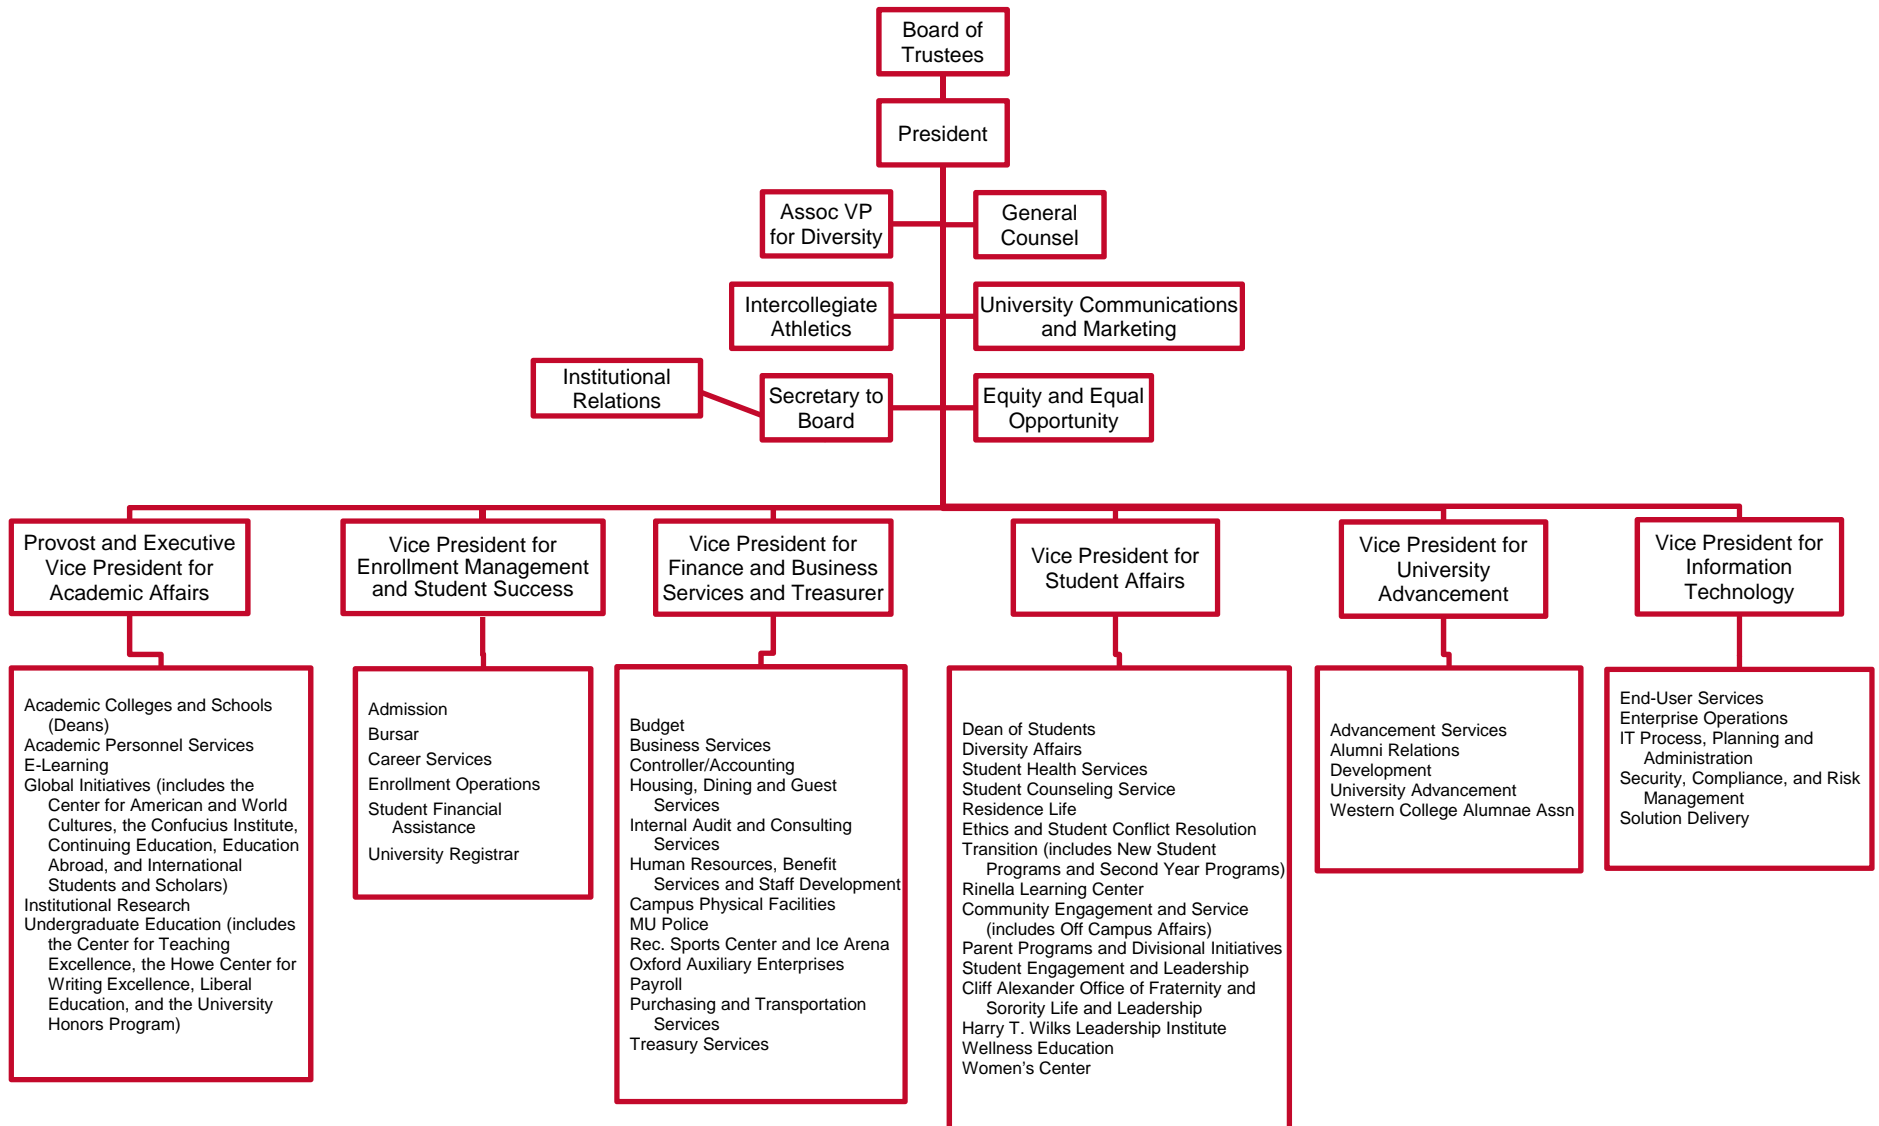 Board of
Trustees
President
Assoc VP
for Diversity
General
Counsel
Intercollegiate
Athletics
University Communications
and Marketing
Institutional
Relations
Secretary to
Board
Equity and Equal
Opportunity
Provost and Executive
Vice President for
Academic Affairs
Vice President for
Enrollment Management
and Student Success
Vice President for
Finance and Business
Services and Treasurer
Vice President for
Student Affairs
Vice President for
University
Advancement
Vice President for
Information
Technology
Academic Colleges and Schools
(Deans)
Academic Personnel Services
E-Learning
Global Initiatives (includes the
Center for American and World
Cultures, the Confucius Institute,
Continuing Education, Education
Abroad, and International
Students and Scholars)
Institutional Research
Undergraduate Education (includes
the Center for Teaching
Excellence, the Howe Center for
Writing Excellence, Liberal
Education, and the University
Honors Program)
Admission
Bursar
Career Services
Enrollment Operations
Student Financial
Assistance
University Registrar
Budget
Business Services
Controller/Accounting
Housing, Dining and Guest
Services
Internal Audit and Consulting
Services
Human Resources, Benefit
Services and Staff Development
Campus Physical Facilities
MU Police
Rec. Sports Center and Ice Arena
Oxford Auxiliary Enterprises
Payroll
Purchasing and Transportation
Services
Treasury Services
Dean of Students
Diversity Affairs
Student Health Services
Student Counseling Service
Residence Life
Ethics and Student Conflict Resolution
Transition (includes New Student
Programs and Second Year Programs)
Rinella Learning Center
Community Engagement and Service
(includes Off Campus Affairs)
Parent Programs and Divisional Initiatives
Student Engagement and Leadership
Cliff Alexander Office of Fraternity and
Sorority Life and Leadership
Harry T. Wilks Leadership Institute
Wellness Education
Women’s Center
Advancement Services
Alumni Relations
Development
University Advancement
Western College Alumnae Assn
End-User Services
Enterprise Operations
IT Process, Planning and
Administration
Security, Compliance, and Risk
Management
Solution Delivery